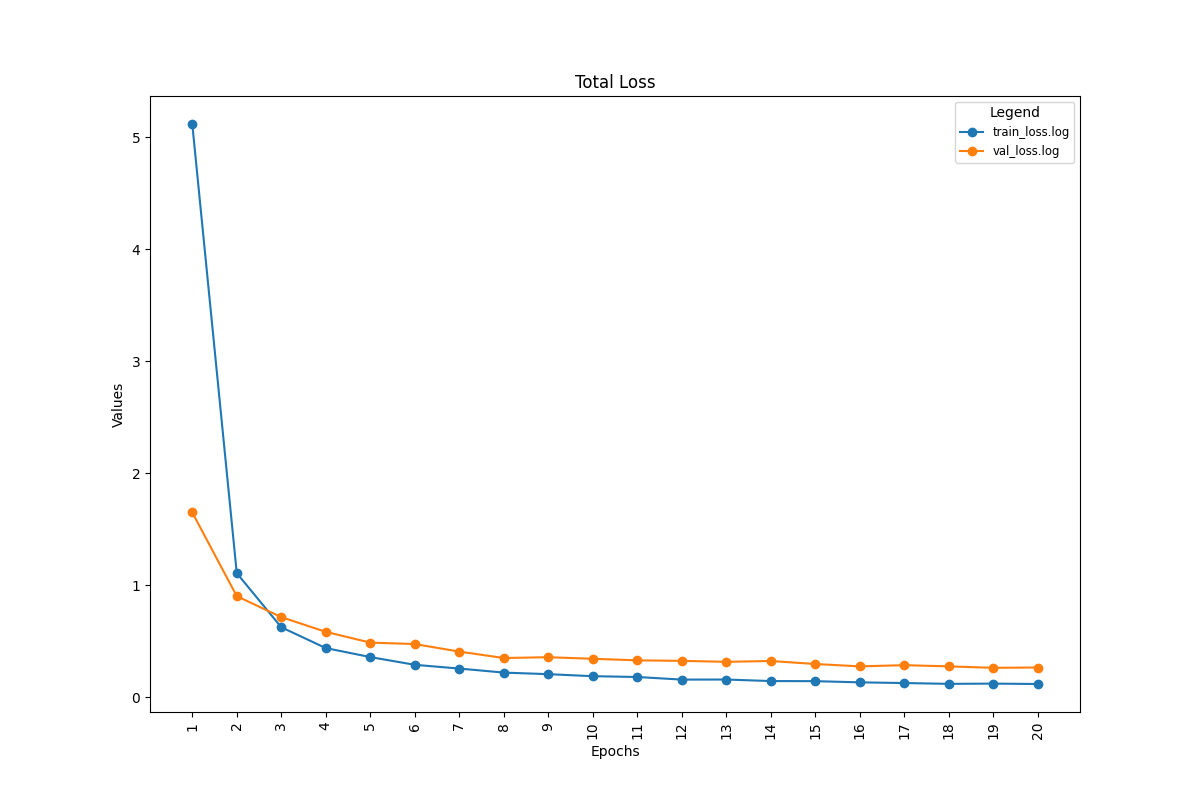 Total Loss
Legend
train_loss.log
val_loss.log
Values
5
4
3
2
1
0
1 2 3 4 5 6 7 8 9 10 11 12 13 14 15 16 17 18 19 20
Epochs